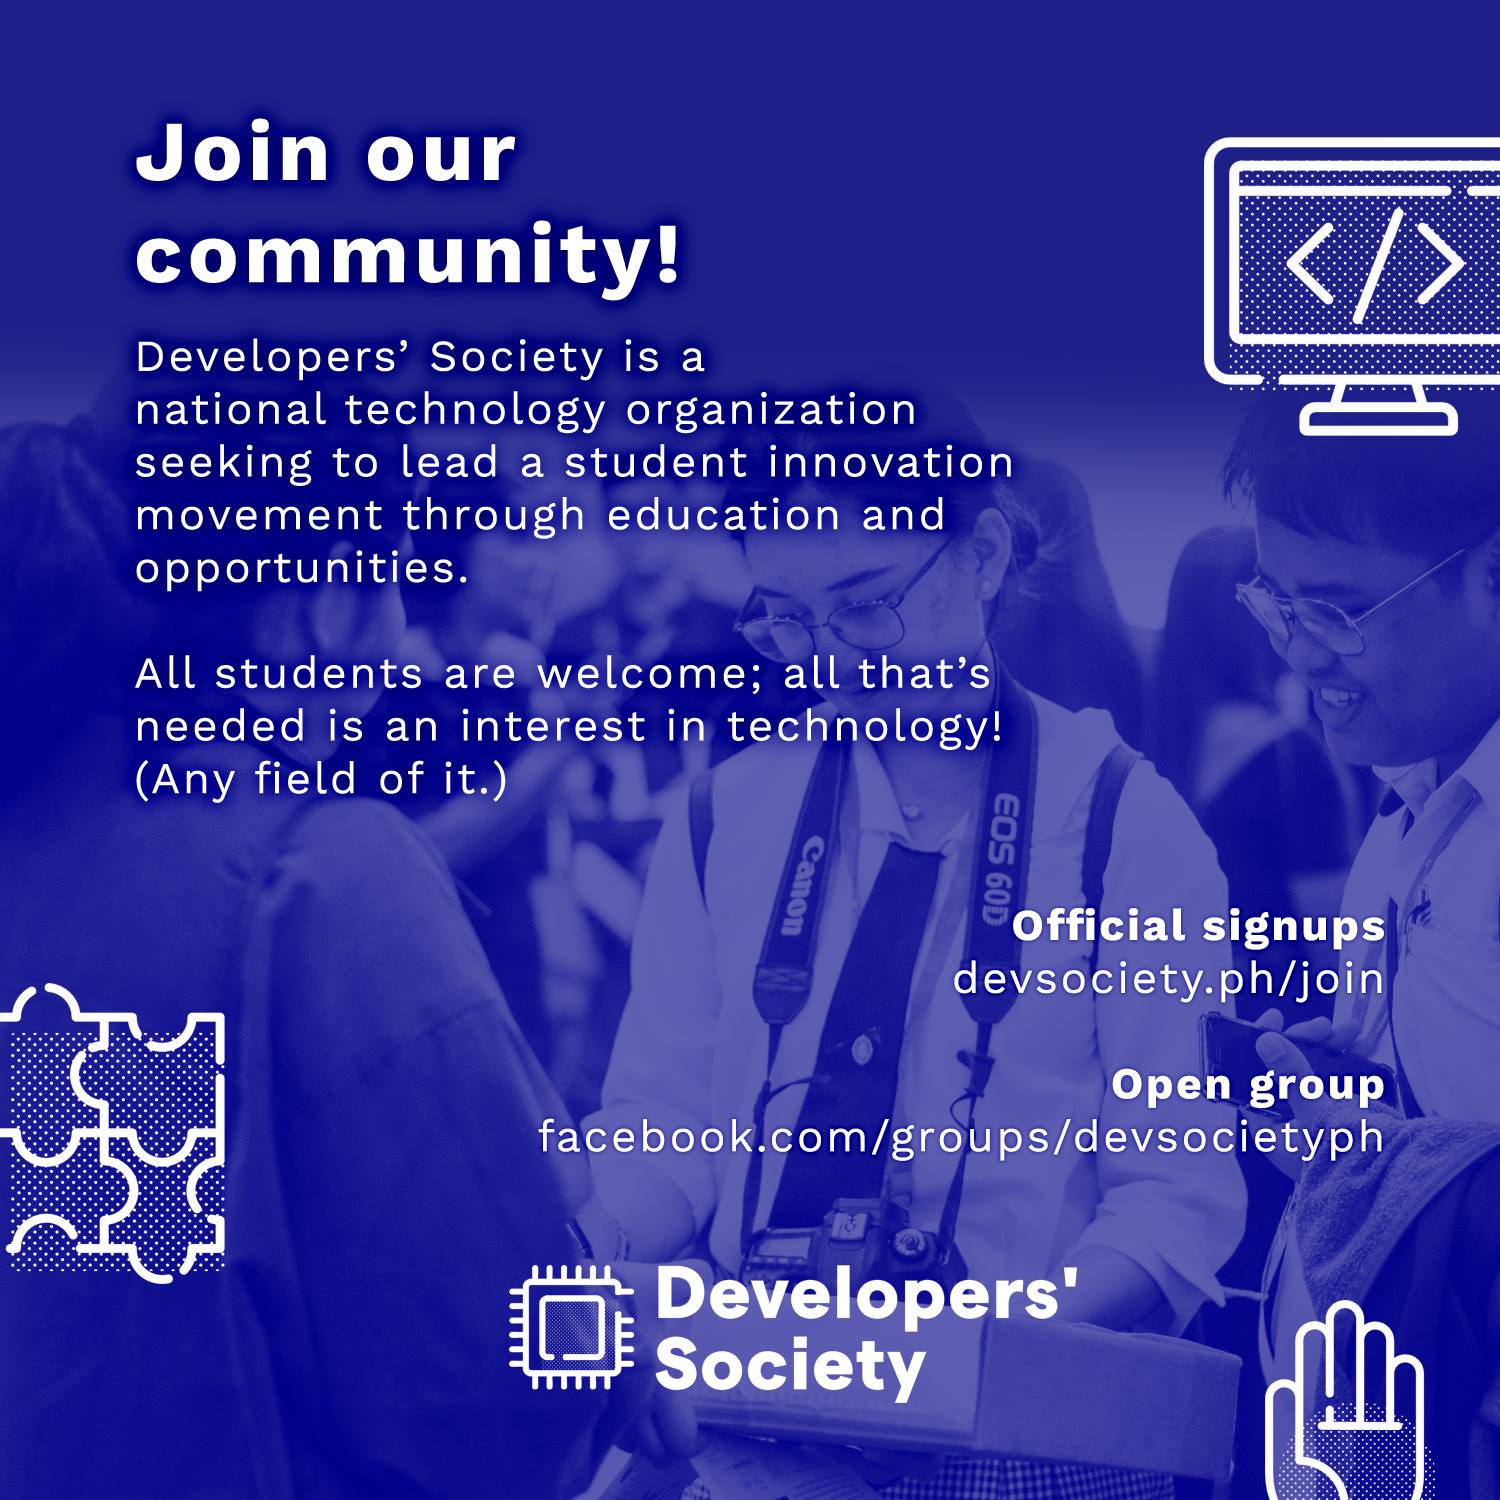 Join our
community!
Developers’ Society is a
national technology organization
seeking to lead a student innovation
movement through education and
opportunities.
All students are welcome; all that’s
needed is an interest in technology!
(Any field of it.)
</>
Canon
EOS 60D
Official signups
devsociety.ph/join
Open group
facebook.com/groups/devsocietyph
Developers'
Society